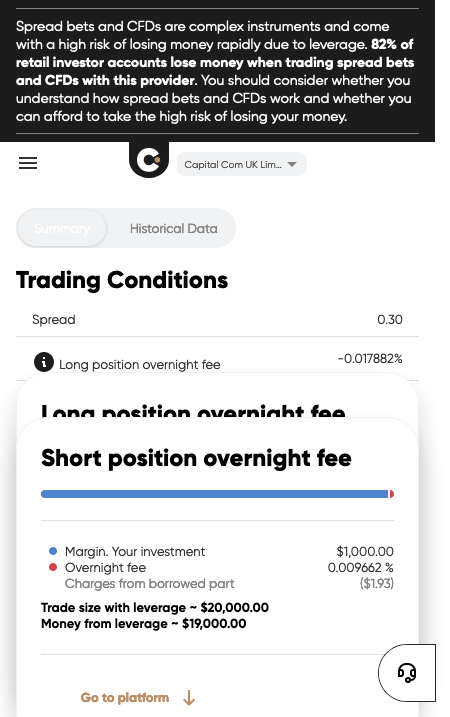 Spread bets and CFDs are complex instruments and come
with a high risk of losing money rapidly due to leverage. 82% of
retail investor accounts lose money when trading spread bets
and CFDs with this provider. You should consider whether you
understand how spread bets and CFDs work and whether you
can afford to take the high risk of losing your money.
Capital Com UK Lim...
Summary Historical Data
Trading Conditions
Spread 0.30
Long position overnight fee -0.017882%
Long position overnight fee
Short position overnight fee
Margin. Your investment $1,000.00
Overnight fee 0.009662 %
Charges from borrowed part ($1.93)
Trade size with leverage ~ $20,000.00
Money from leverage ~ $19,000.00
Go to platform